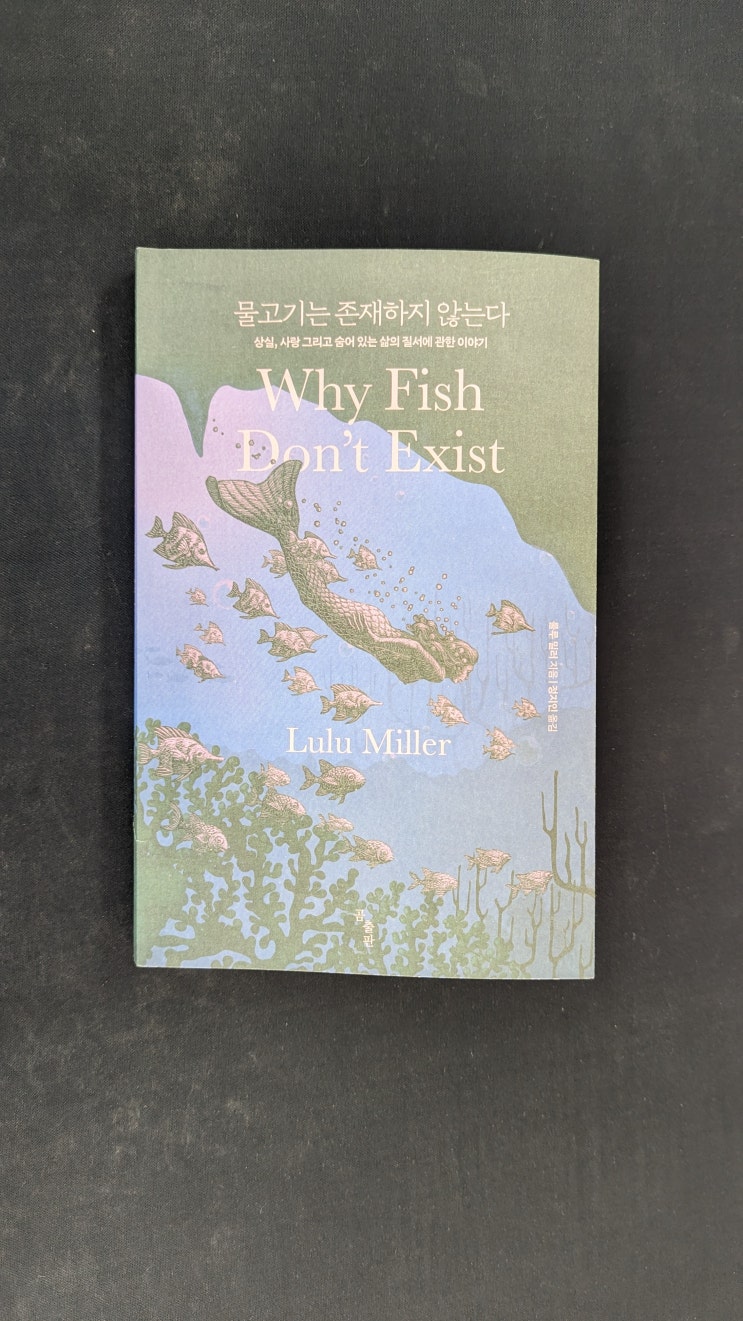 물고기는 존재하지 않는다
상실, 사랑 그리고 숨어 있는 삶의 질서에 관한 이야기
Why Fish
Don't Exist
룰루 밀러 지음 | 정지인 옮김
Lulu Miller
곰출판